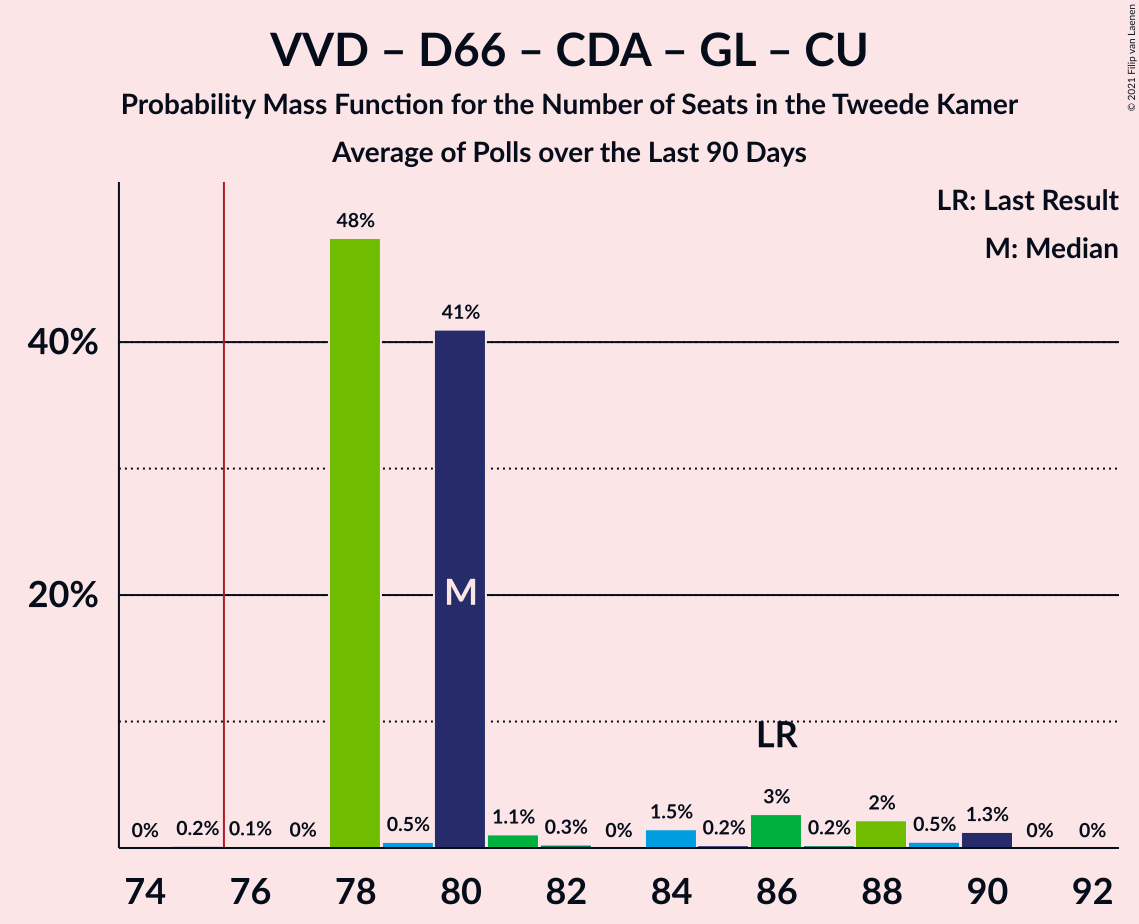 VVD – D66 – CDA – GL – CU
Probability Mass Function for the Number of Seats in the Tweede Kamer
Average of Polls over the Last 90 Days
© 2021 Filip van Laenen
LR: Last Result
M: Median
40%
20%
0%
0.2%
0.1%
0%
48%
0.5%
41%
1.1%
0.3%
0%
1.5%
0.2%
3%
0.2%
2%
0.5%
1.3%
0%
0%
M
LR
74 76 78 80 82 84 86 88 90 92